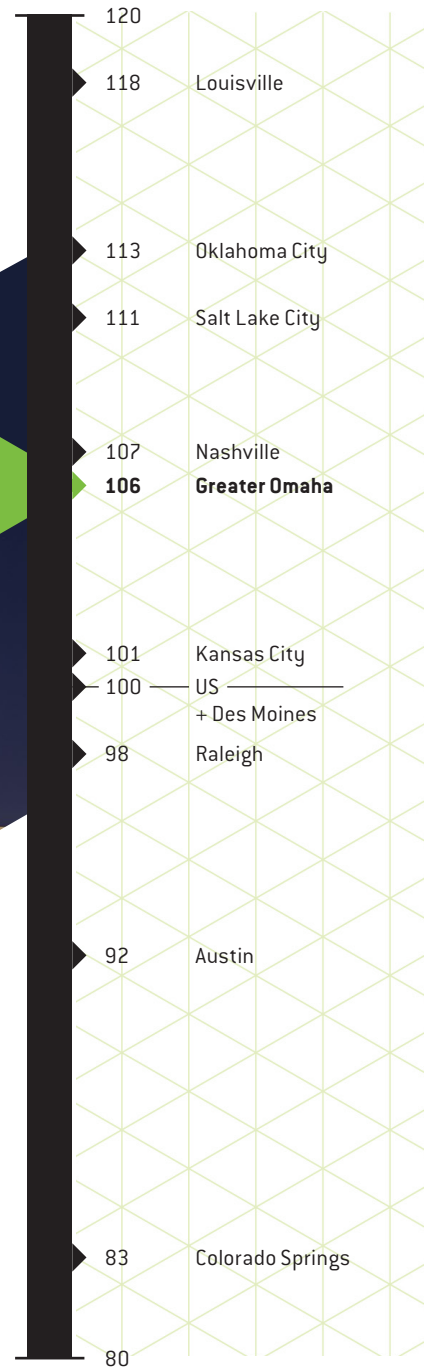 120
118 Louisville
113 Oklahoma City
111 Salt Lake City
107 Nashville
106 Greater Omaha
101 Kansas City
100 US
+ Des Moines
98 Raleigh
92 Austin
83 Colorado Springs
80